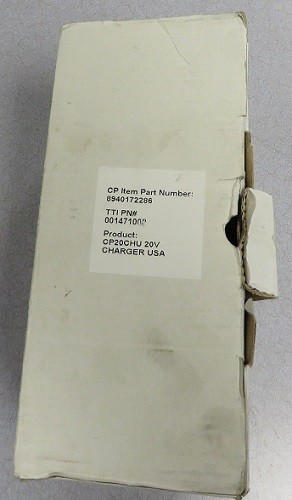 CP Item Part Number:
8940172286
TTI PN#
001471002
Product:
CP20CHU 20V
CHARGER USA